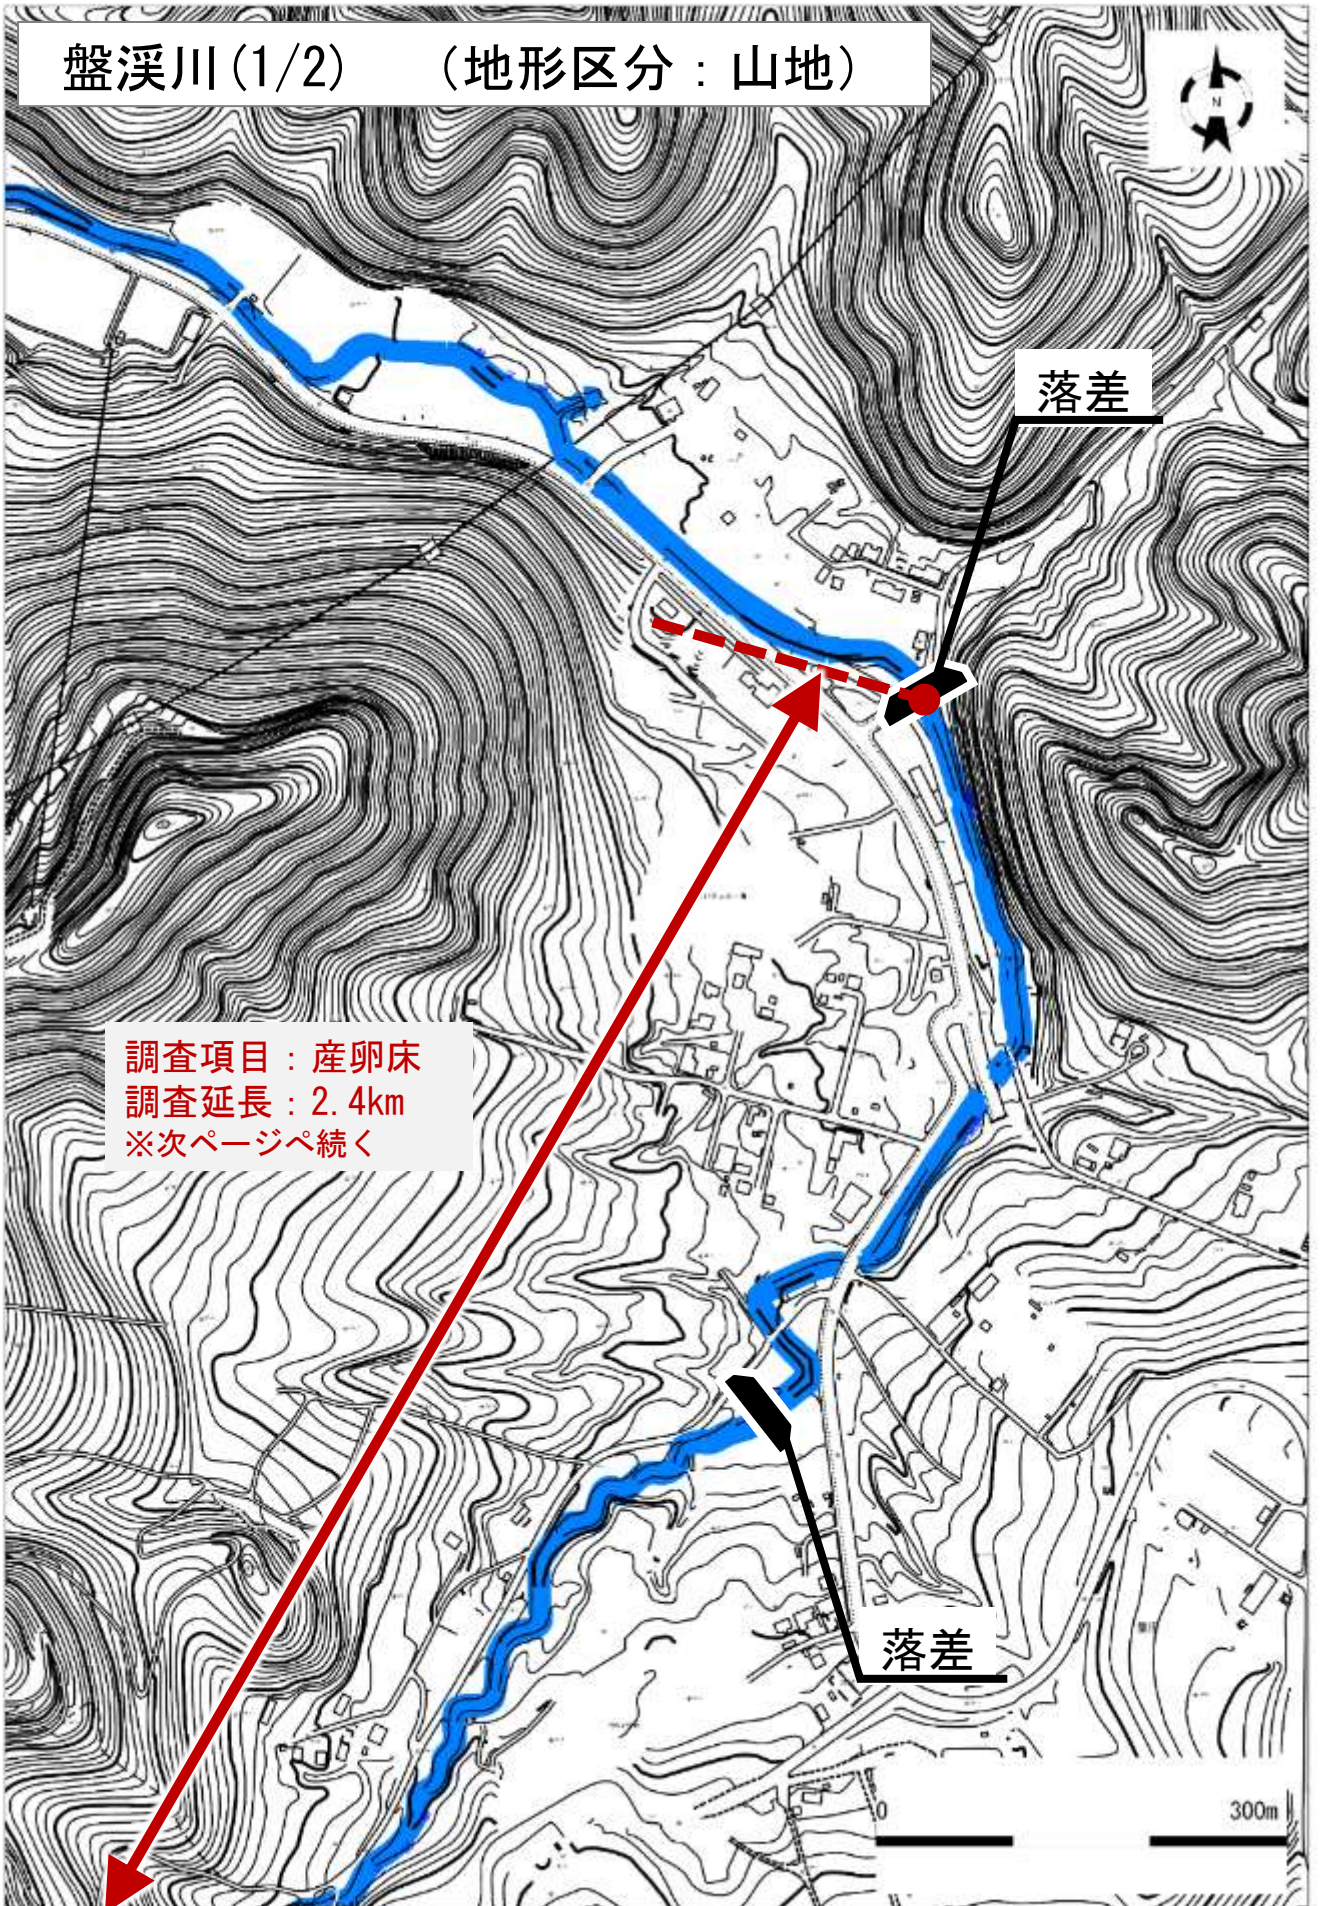 盤渓川(1/2)　　(地形区分：山地)
N
落差
調査項目：産卵床
調査延長：2.4km
※次ページへ続く
落差
0　300m